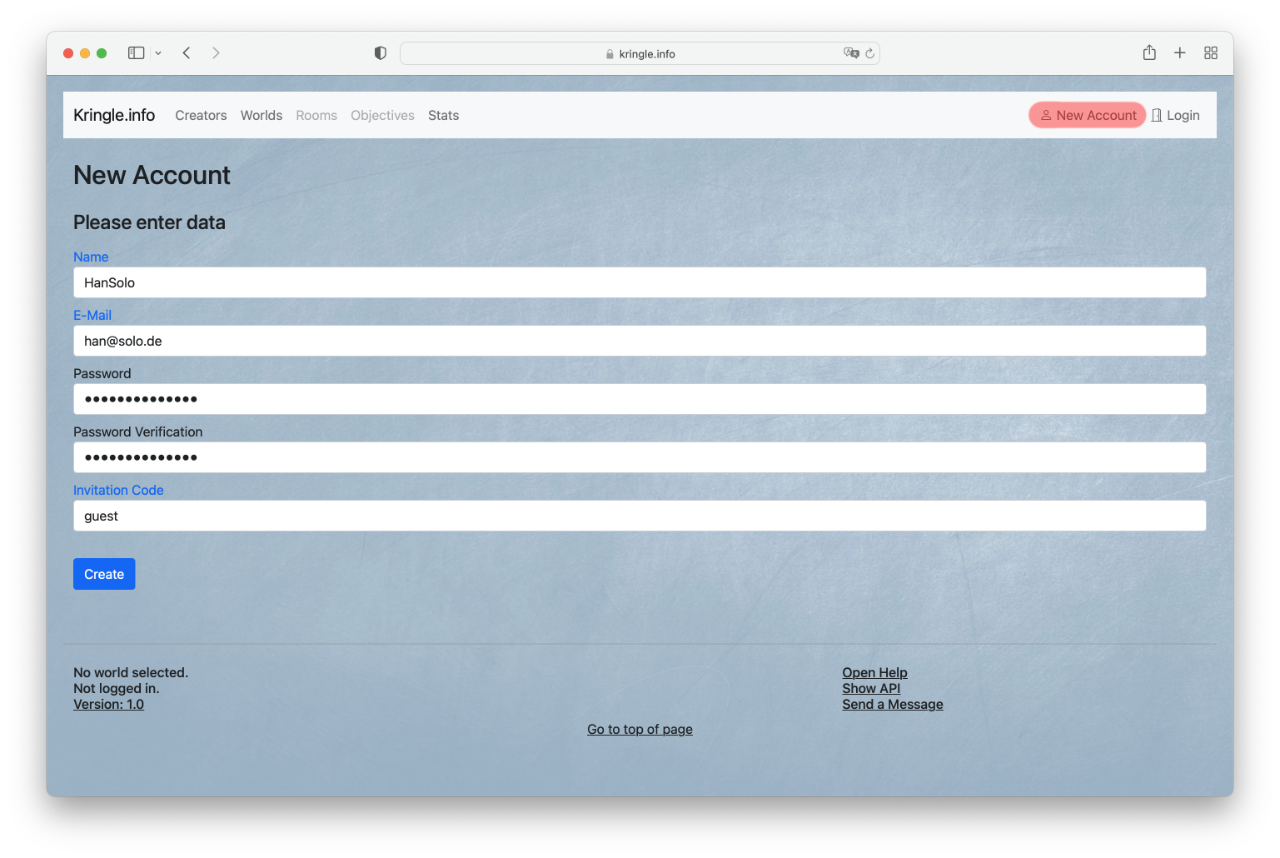 kringle.info
Kringle.info Creators Worlds Rooms Objectives Stats New Account Login
New Account
Please enter data
Name
HanSolo
E-Mail
han@solo.de
Password
●●●●●●●●●●●●●●
Password Verification
●●●●●●●●●●●●●●
Invitation Code
guest
Create
No world selected.
Not logged in.
Version: 1.0
Open Help
Show API
Send a Message
Go to top of page